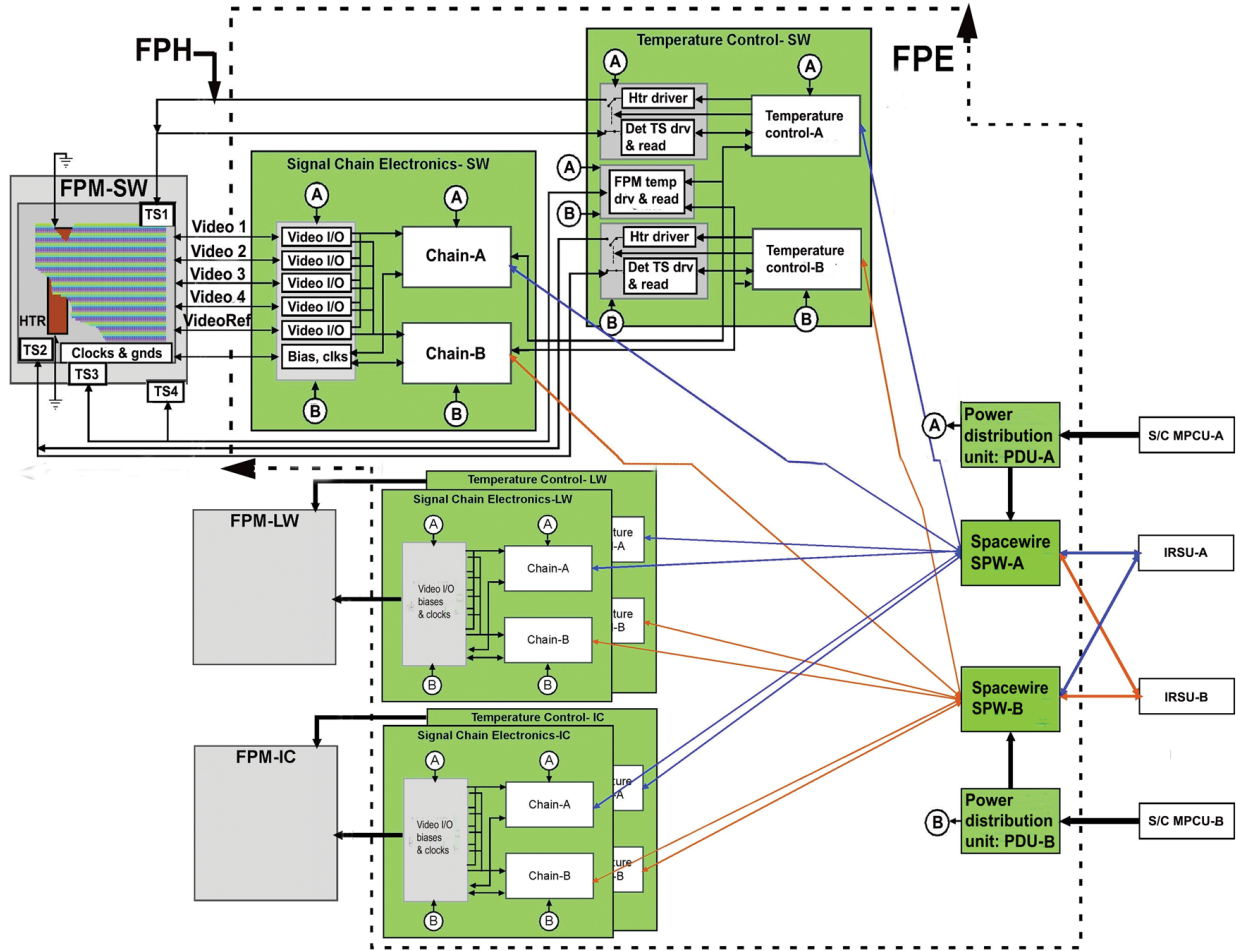 FPH
FPE
Temperature Control- SW
A
A
Htr driver
Det TS drv
& read
Temperature
control-A
A
FPM temp
drv & read
B
Htr driver
Det TS drv
& read
Temperature
control-B
B
B
Signal Chain Electronics- SW
A
A
Video I/O
Video I/O
Video I/O
Video I/O
Video I/O
Bias, clks
Chain-A
Chain-B
B
B
FPM-SW
TS1
Video 1
Video 2
Video 3
Video 4
VideoRef
HTR
TS2
Clocks & gnds
TS3
TS4
A
Power
distribution
unit: PDU-A
S/C MPCU-A
Temperature Control- LW
Signal Chain Electronics-LW
FPM-LW
A
A
Video I/O
biases
& clocks
Chain-A
ture
-A
Chain-B
ture
-B
B
B
Spacewire
SPW-A
IRSU-A
Spacewire
SPW-B
IRSU-B
Temperature Control- IC
Signal Chain Electronics-IC
FPM-IC
A
A
Video I/O
biases
& clocks
Chain-A
ture
-A
Chain-B
ture
-B
B
B
B
Power
distribution
unit: PDU-B
S/C MPCU-B